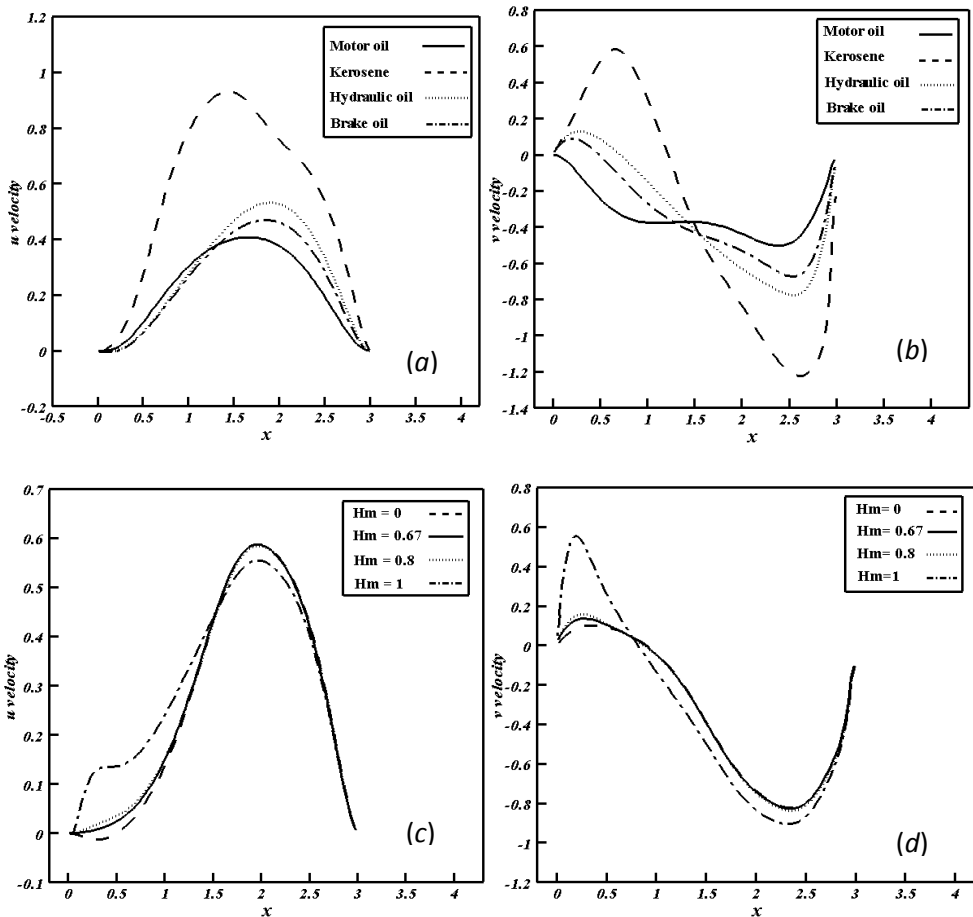 1.2
1
0.8
0.6
0.4
0.2
0
-0.2
u velocity
Motor oil
Kerosene
Hydraulic oil
Brake oil
(a)
-0.5 0 0.5 1 1.5 2 2.5 3 3.5 4
x
0.8
0.6
0.4
0.2
0
-0.2
-0.4
-0.6
-0.8
-1
-1.2
-1.4
v velocity
Motor oil
Kerosene
Hydraulic oil
Brake oil
(b)
0 0.5 1 1.5 2 2.5 3 3.5 4
x
0.7
0.6
0.5
0.4
0.3
0.2
0.1
0
-0.1
u velocity
Hm = 0
Hm = 0.67
Hm = 0.8
Hm = 1
(c)
0 0.5 1 1.5 2 2.5 3 3.5 4
x
0.8
0.6
0.4
0.2
0
-0.2
-0.4
-0.6
-0.8
-1
-1.2
v velocity
Hm= 0
Hm= 0.67
Hm= 0.8
Hm=1
(d)
0 0.5 1 1.5 2 2.5 3 3.5 4
x